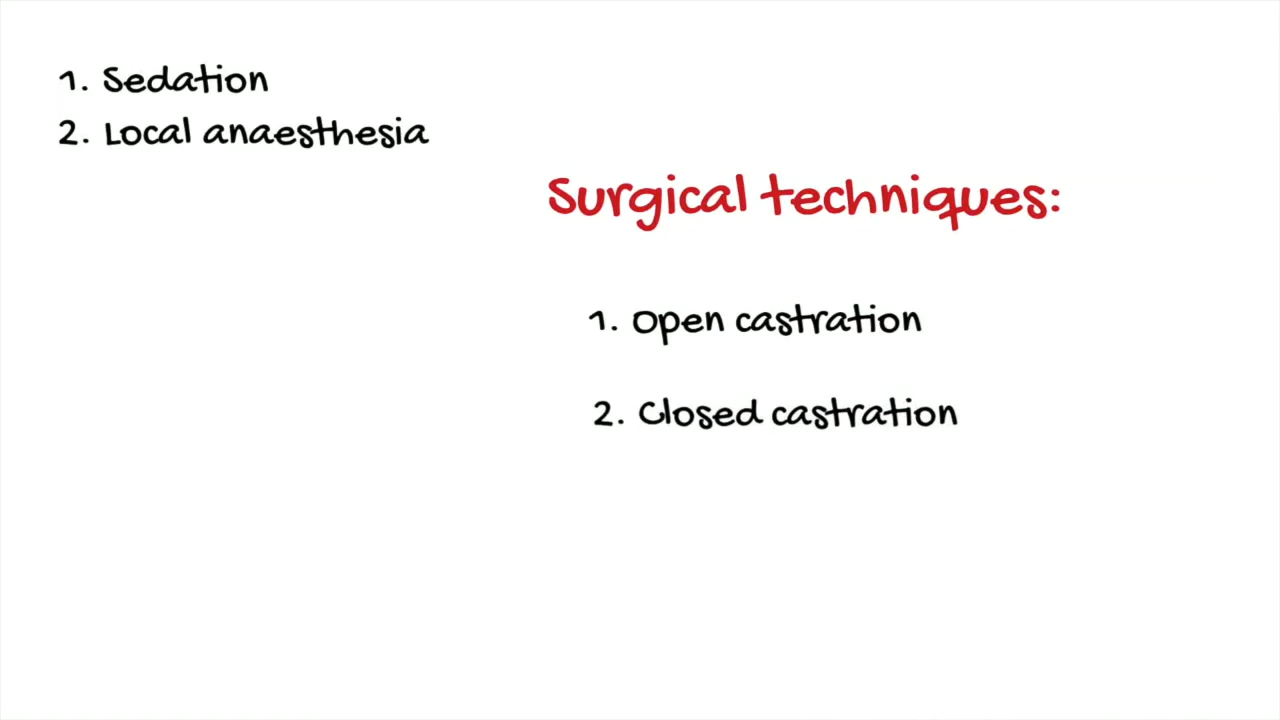 1. Sedation
2. Local anaesthesia
Surgical techniques:
1. Open castration
2. Closed castration